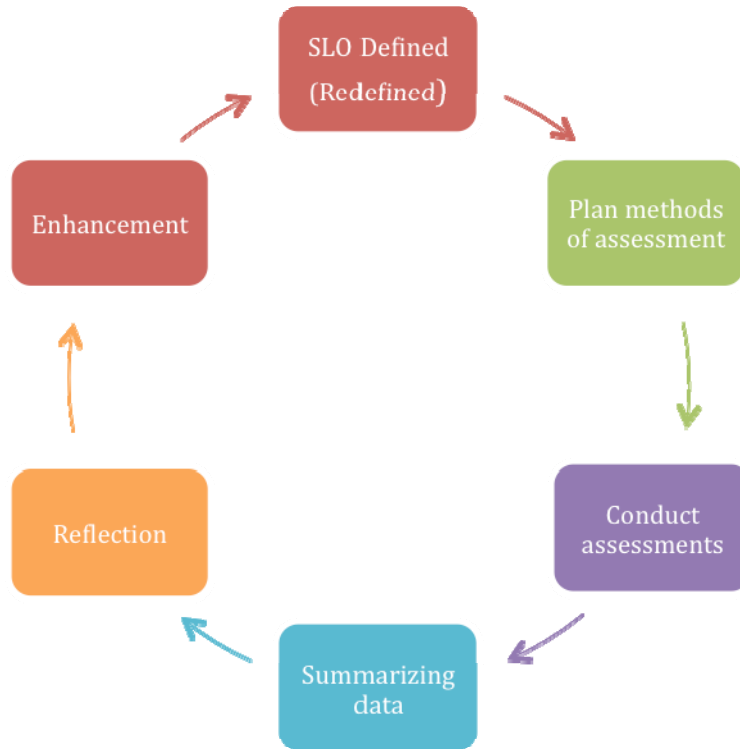 SLO Defined
(Redefined)
Plan methods
of assessment
Conduct
assessments
Summarizing
data
Reflection
Enhancement